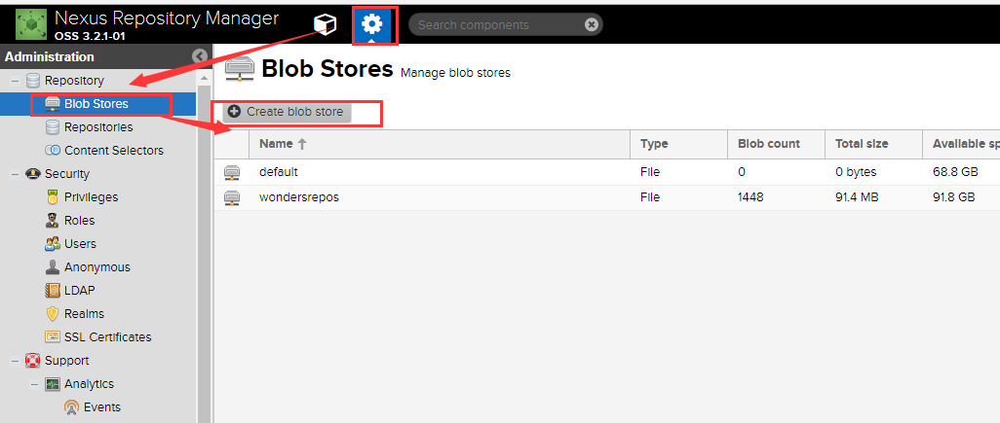 Nexus Repository Manager
OSS 3.2.1-01
Search components
Administration
Repository
Blob Stores
Repositories
Content Selectors
Security
Privileges
Roles
Users
Anonymous
LDAP
Realms
SSL Certificates
Support
Analytics
Events
Blob Stores Manage blob stores
Create blob store
Name Type Blob count Total size Available sp
default File 0 0 bytes 68.8 GB
wondersrepos File 1448 91.4 MB 91.8 GB